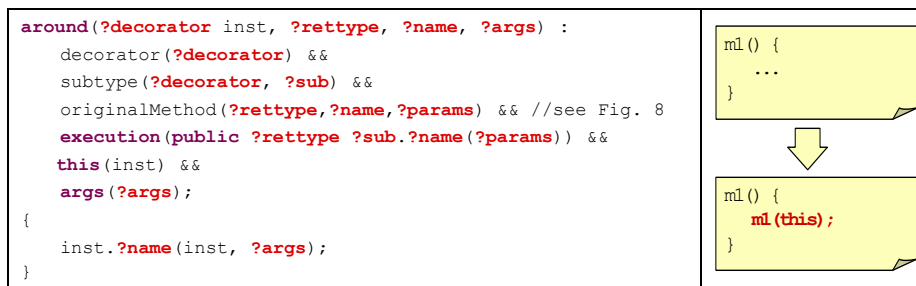 around(?decorator inst, ?rettype, ?name, ?args) :
decorator(?decorator) &&
subtype(?decorator, ?sub) &&
originalMethod(?rettype,?name,?params) && //see Fig. 8
execution(public ?rettype ?sub.?name(?params)) &&
this(inst) &&
args(?args);
{
inst.?name(inst, ?args);
}
m1() {
...
}
m1() {
m1(this);
}